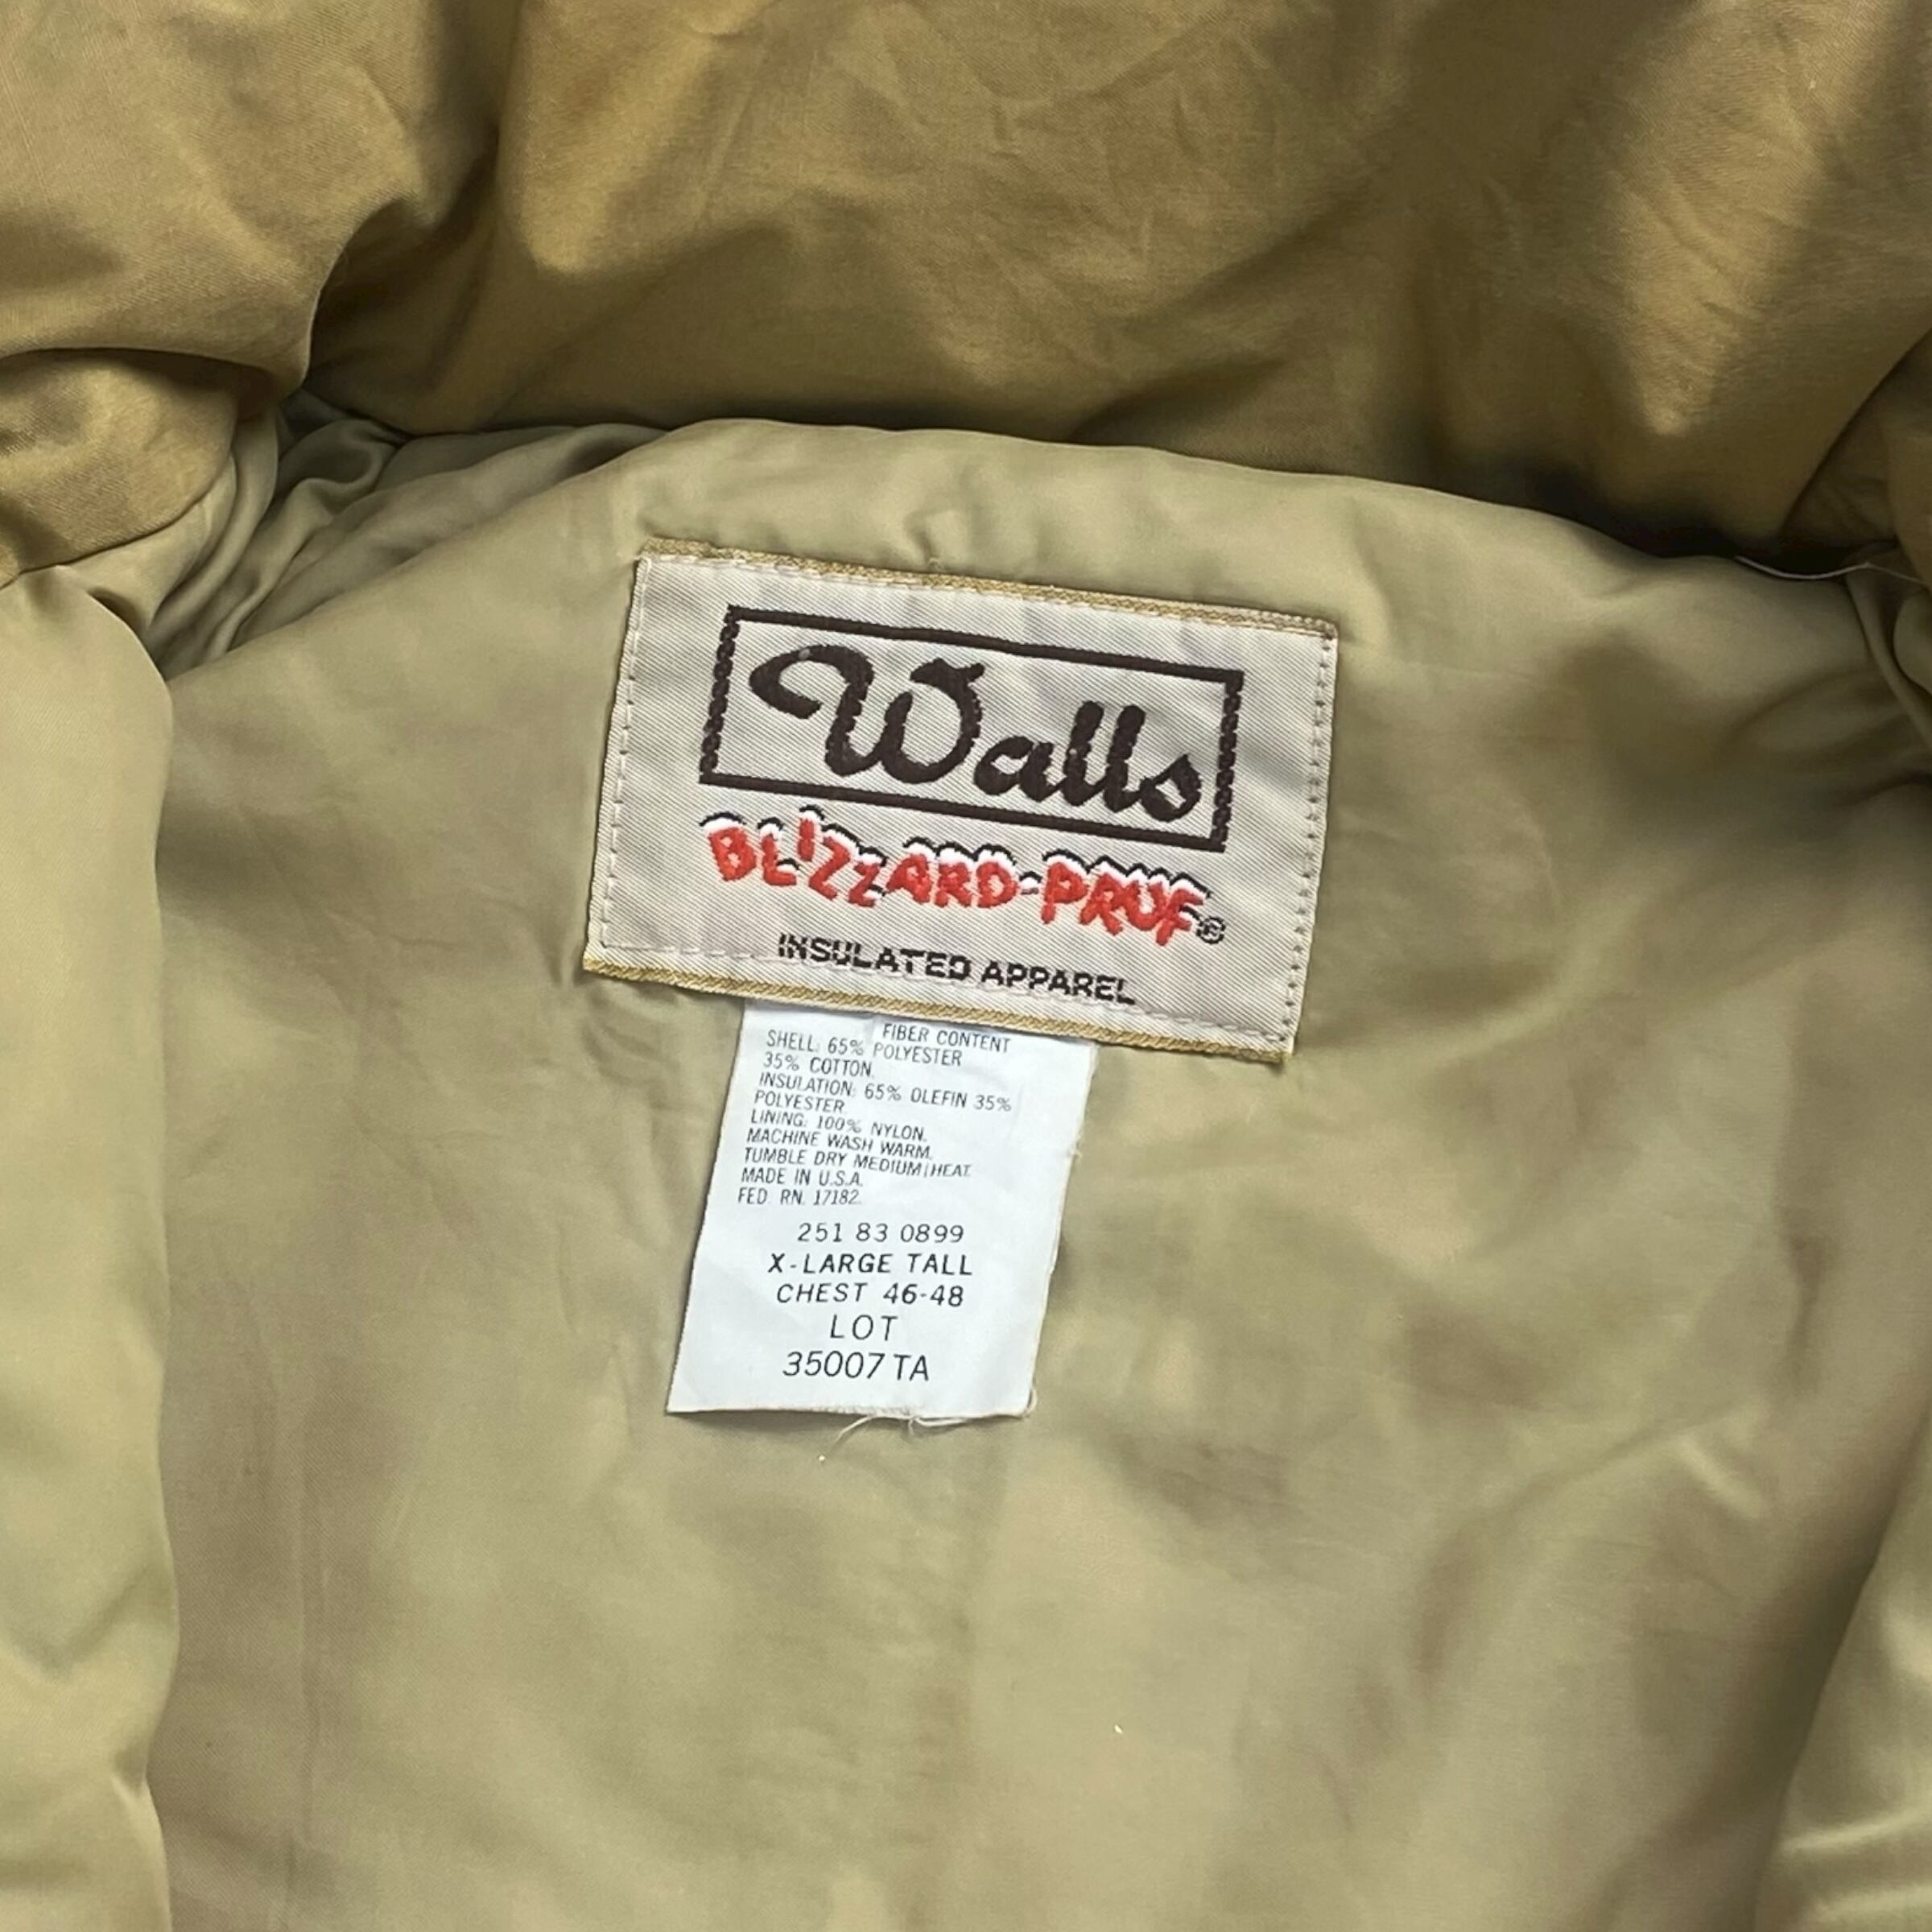 Walls
BLIZZARD-PRUF®
INSULATED APPAREL
FIBER CONTENT
SHELL: 65% POLYESTER
35% COTTON.
INSULATION: 65% OLEFIN 35%
POLYESTER
LINING: 100% NYLON.
MACHINE WASH WARM.
TUMBLE DRY MEDIUM HEAT.
MADE IN U.S.A.
FED. RN. 17182
251 83 0899
X-LARGE TALL
CHEST 46-48
LOT
35007 TA